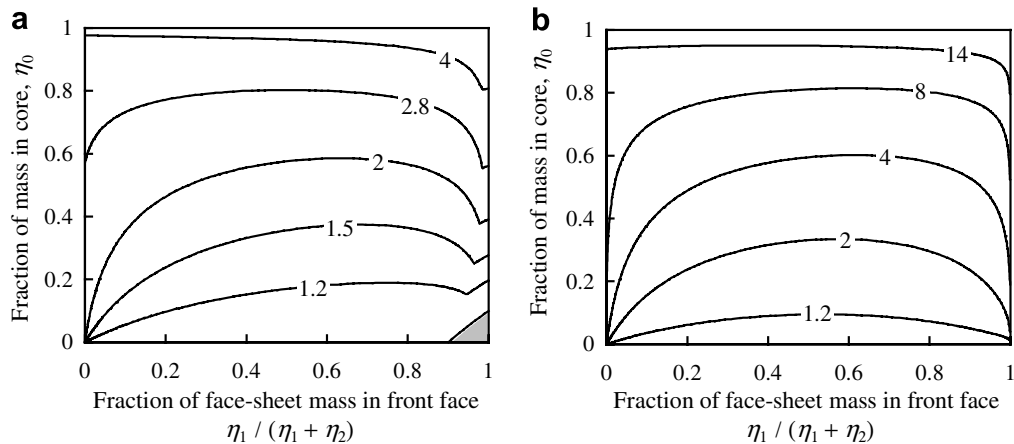 a
Fraction of mass in core, η0
1
0.8
0.6
0.4
0.2
0
4
2.8
2
1.5
1.2
0 0.2 0.4 0.6 0.8 1
Fraction of face-sheet mass in front face
η1 / (η1 + η2)
b
Fraction of mass in core, η0
1
0.8
0.6
0.4
0.2
0
14
8
4
2
1.2
0 0.2 0.4 0.6 0.8 1
Fraction of face-sheet mass in front face
η1 / (η1 + η2)